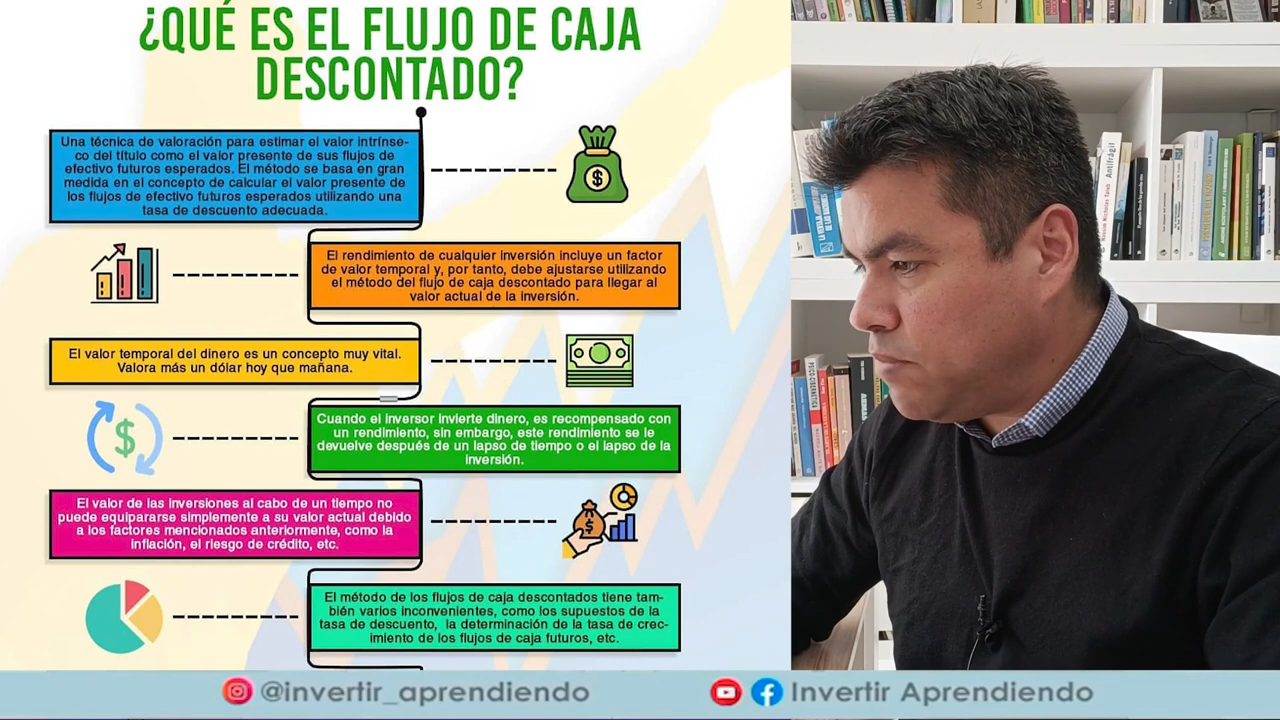 ¿QUÉ ES EL FLUJO DE CAJA
DESCONTADO?
Una técnica de valoración para estimar el valor intrínse-
co del título como el valor presente de sus flujos de
efectivo futuros esperados. El método se basa en gran
medida en el concepto de calcular el valor presente de
los flujos de efectivo futuros esperados utilizando una
tasa de descuento adecuada.
El rendimiento de cualquier inversión incluye un factor
de valor temporal y, por tanto, debe ajustarse utilizando
el método del flujo de caja descontado para llegar al
valor actual de la inversión.
El valor temporal del dinero es un concepto muy vital.
Valora más un dólar hoy que mañana.
Cuando el inversor invierte dinero, es recompensado con
un rendimiento, sin embargo, este rendimiento se le
devuelve después de un lapso de tiempo o el lapso de la
inversión.
El valor de las inversiones al cabo de un tiempo no
puede equipararse simplemente a su valor actual debido
a los factores mencionados anteriormente, como la
inflación, el riesgo de crédito, etc.
El método de los flujos de caja descontados tiene tam-
bién varios inconvenientes, como los supuestos de la
tasa de descuento, la determinación de la tasa de crec-
imiento de los flujos de caja futuros, etc.
Antifrágil
PSICO-CIBERNETICA
@invertir_aprendiendo
Invertir Aprendiendo